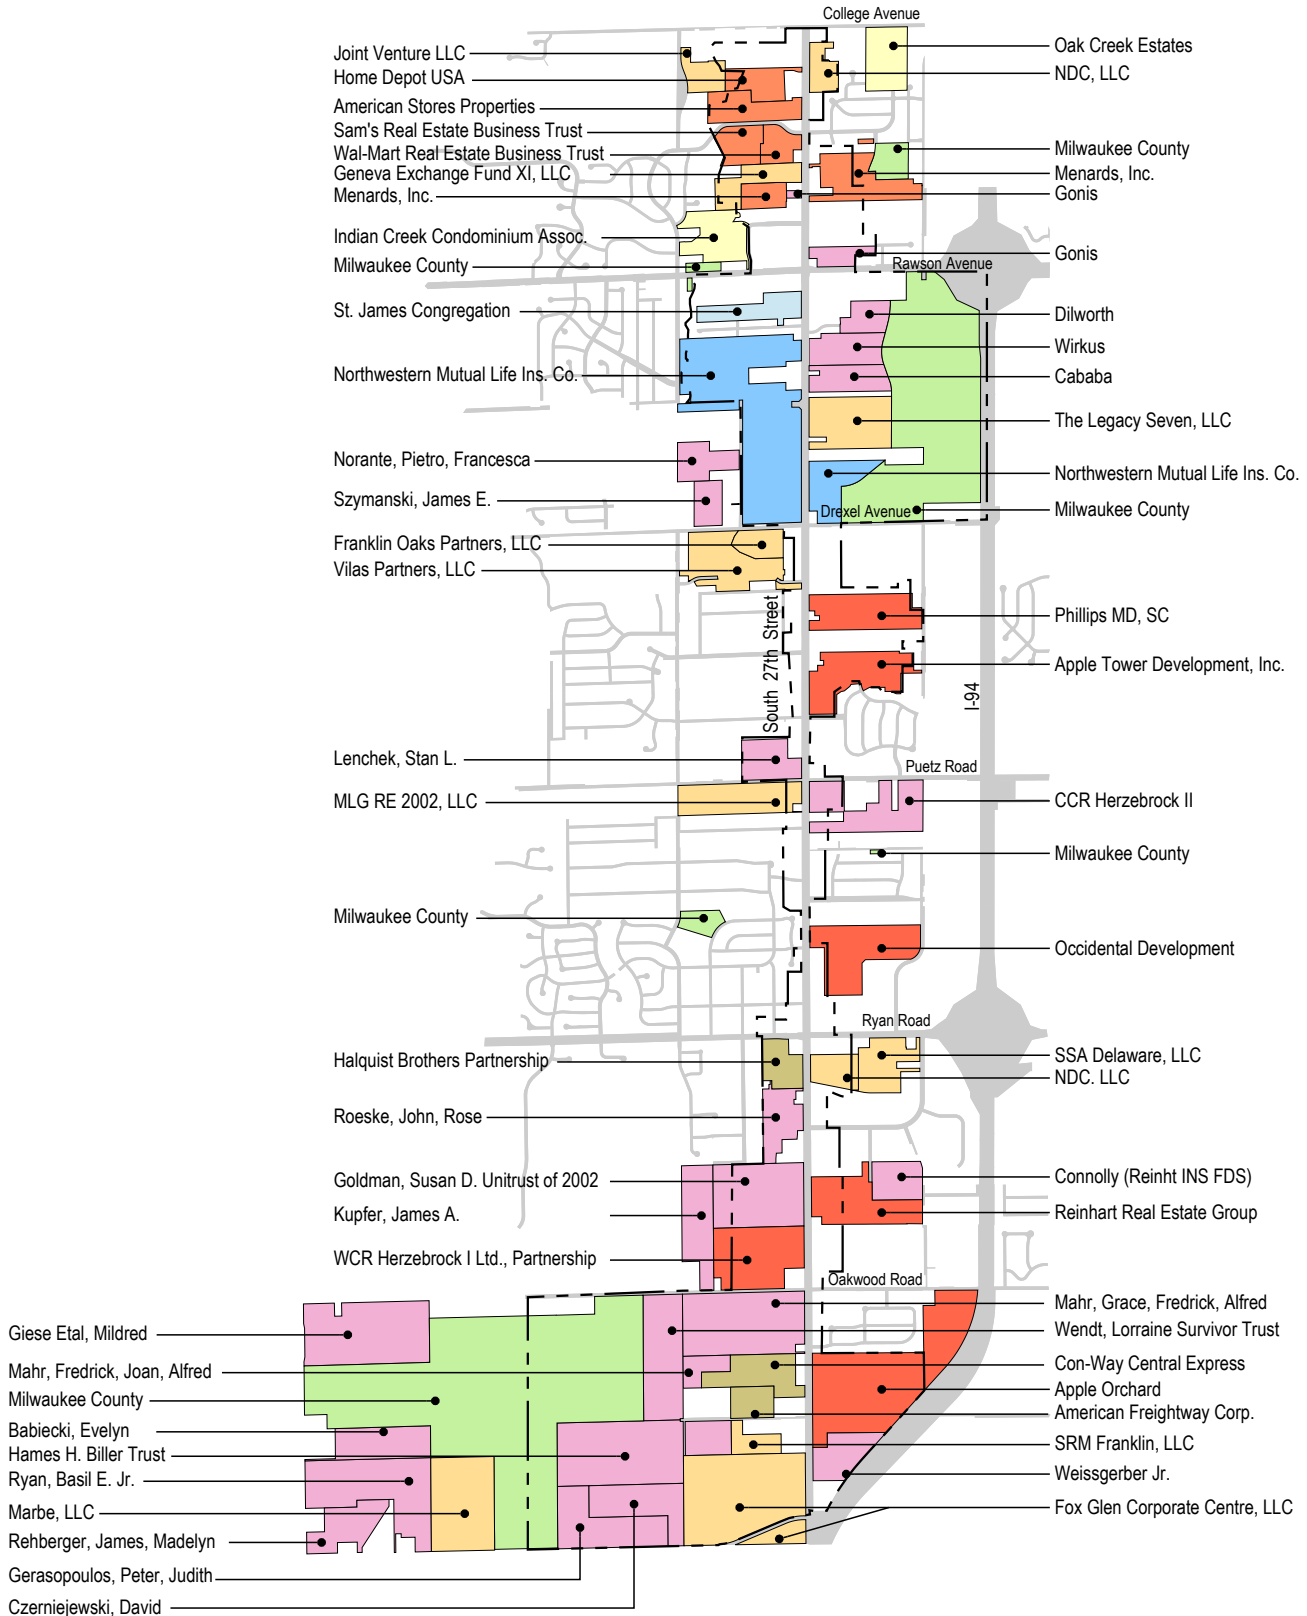 College Avenue
Joint Venture LLC
Home Depot USA
American Stores Properties
Sam's Real Estate Business Trust
Wal-Mart Real Estate Business Trust
Geneva Exchange Fund XI, LLC
Menards, Inc.
Indian Creek Condominium Assoc.
Milwaukee County
St. James Congregation
Northwestern Mutual Life Ins. Co.
Norante, Pietro, Francesca
Szymanski, James E.
Franklin Oaks Partners, LLC
Vilas Partners, LLC
Lenchek, Stan L.
MLG RE 2002, LLC
Milwaukee County
Halquist Brothers Partnership
Roeske, John, Rose
Goldman, Susan D. Unitrust of 2002
Kupfer, James A.
WCR Herzebrock I Ltd., Partnership
Giese Etal, Mildred
Mahr, Fredrick, Joan, Alfred
Milwaukee County
Babiecki, Evelyn
Hames H. Biller Trust
Ryan, Basil E. Jr.
Marbe, LLC
Rehberger, James, Madelyn
Gerasopoulos, Peter, Judith
Czerniejewski, David
Oak Creek Estates
NDC, LLC
Milwaukee County
Menards, Inc.
Gonis
Gonis
Rawson Avenue
Dilworth
Wirkus
Cababa
The Legacy Seven, LLC
Northwestern Mutual Life Ins. Co.
Drexel Avenue
Milwaukee County
South 27th Street
Phillips MD, SC
Apple Tower Development, Inc.
I-94
Puetz Road
CCR Herzebrock II
Milwaukee County
Occidental Development
Ryan Road
SSA Delaware, LLC
NDC. LLC
Connolly (Reinht INS FDS)
Reinhart Real Estate Group
Oakwood Road
Mahr, Grace, Fredrick, Alfred
Wendt, Lorraine Survivor Trust
Con-Way Central Express
Apple Orchard
American Freightway Corp.
SRM Franklin, LLC
Weissgerber Jr.
Fox Glen Corporate Centre, LLC